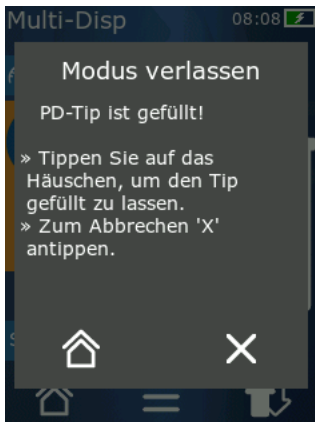 Multi-Disp 08:08
Modus verlassen
PD-Tip ist gefüllt!
» Tippen Sie auf das
Häuschen, um den Tip
gefüllt zu lassen.
» Zum Abbrechen 'X'
antippen.